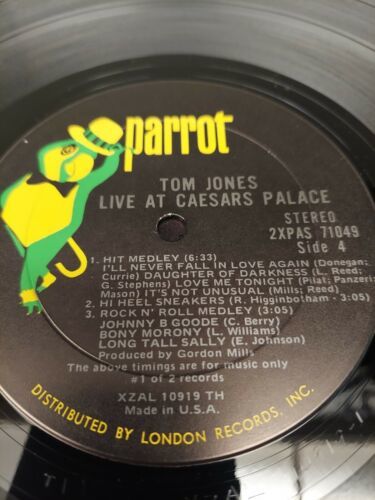 parrot
TOM JONES
LIVE AT CAESARS PALACE
STEREO
2XPAS 71049
Side 4
1. HIT MEDLEY (6:33)
I'LL NEVER FALL IN LOVE AGAIN (Donegan;
Currie) DAUGHTER OF DARKNESS (L. Reed;
G. Stephens) LOVE ME TONIGHT (Pilat; Panzeri;
Mason) IT'S NOT UNUSUAL (Mills; Reed)
2. HI HEEL SNEAKERS (R. Higginbotham - 3:05)
3. ROCK N' ROLL MEDLEY (3:05)
JOHNNY B GOODE (C. Berry)
BONY MORONY (L. Williams)
LONG TALL SALLY (E. Johnson)
Produced by Gordon Mills
The above timings are for music only
#1 of 2 records
XZAL 10919 TH
Made in U.S.A.
DISTRIBUTED BY LONDON RECORDS, INC.